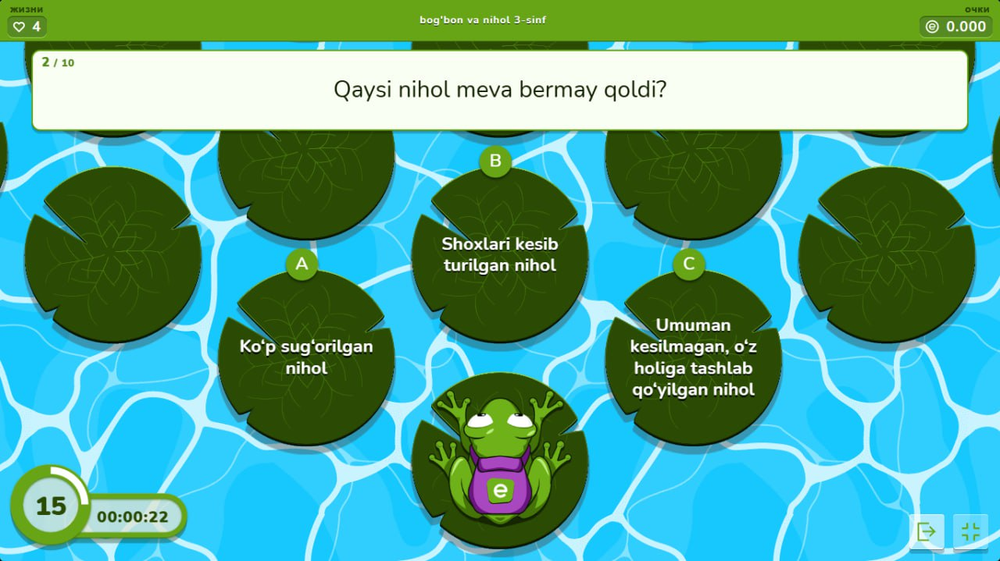 жизни
4
bog'bon va nihol 3-sinf
очки
0.000
2 / 10
Qaysi nihol meva bermay qoldi?
B
Shoxlari kesib
turilgan nihol
A
Ko‘p sug‘orilgan
nihol
C
Umuman
kesilmagan, o‘z
holiga tashlab
qo‘yilgan nihol
e
15
00:00:22